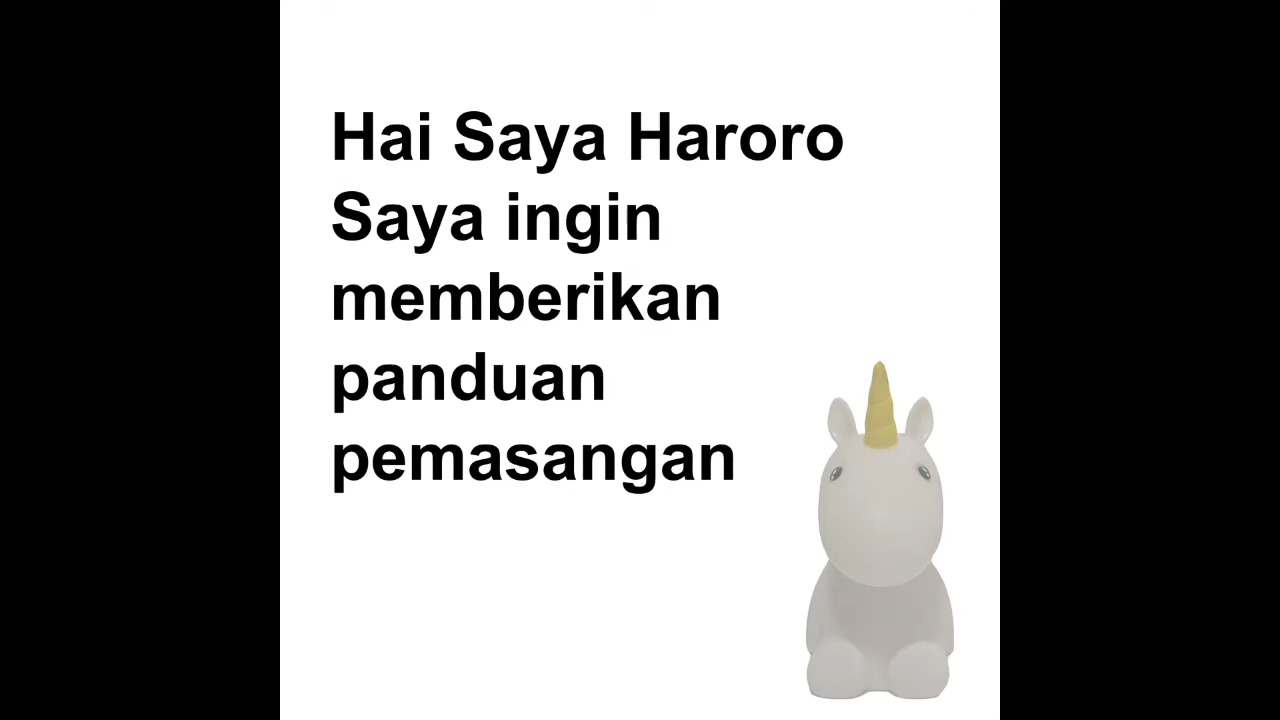 Hai Saya Haroro
Saya ingin
memberikan
panduan
pemasangan